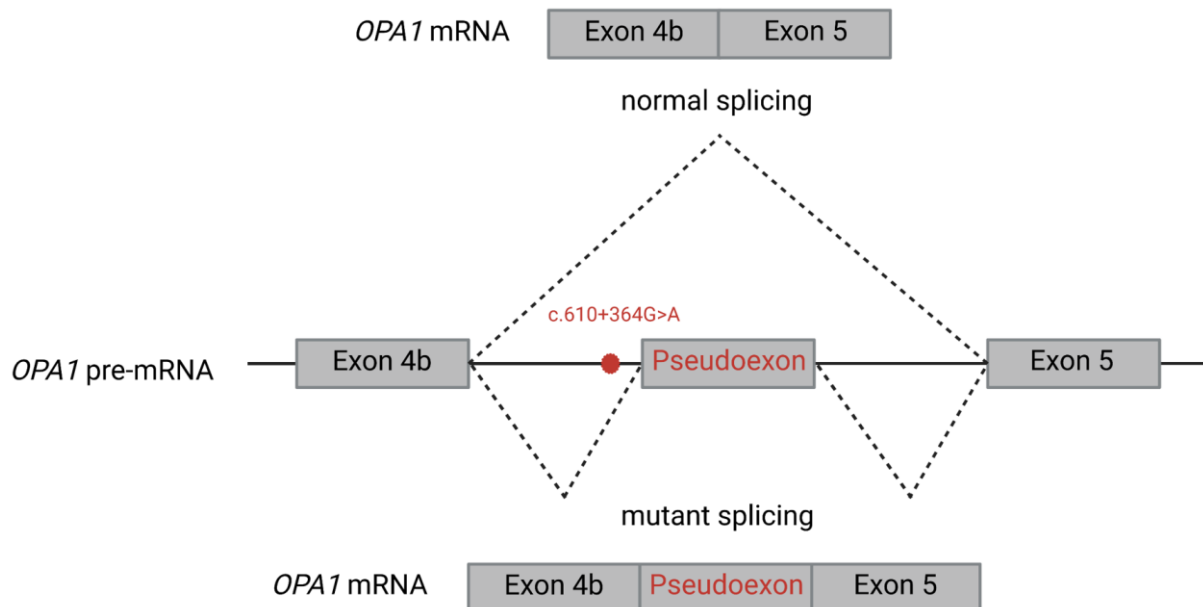 OPA1 mRNA Exon 4b Exon 5
normal splicing
c.610+364G>A
OPA1 pre-mRNA Exon 4b Pseudoexon Exon 5
mutant splicing
OPA1 mRNA Exon 4b Pseudoexon Exon 5